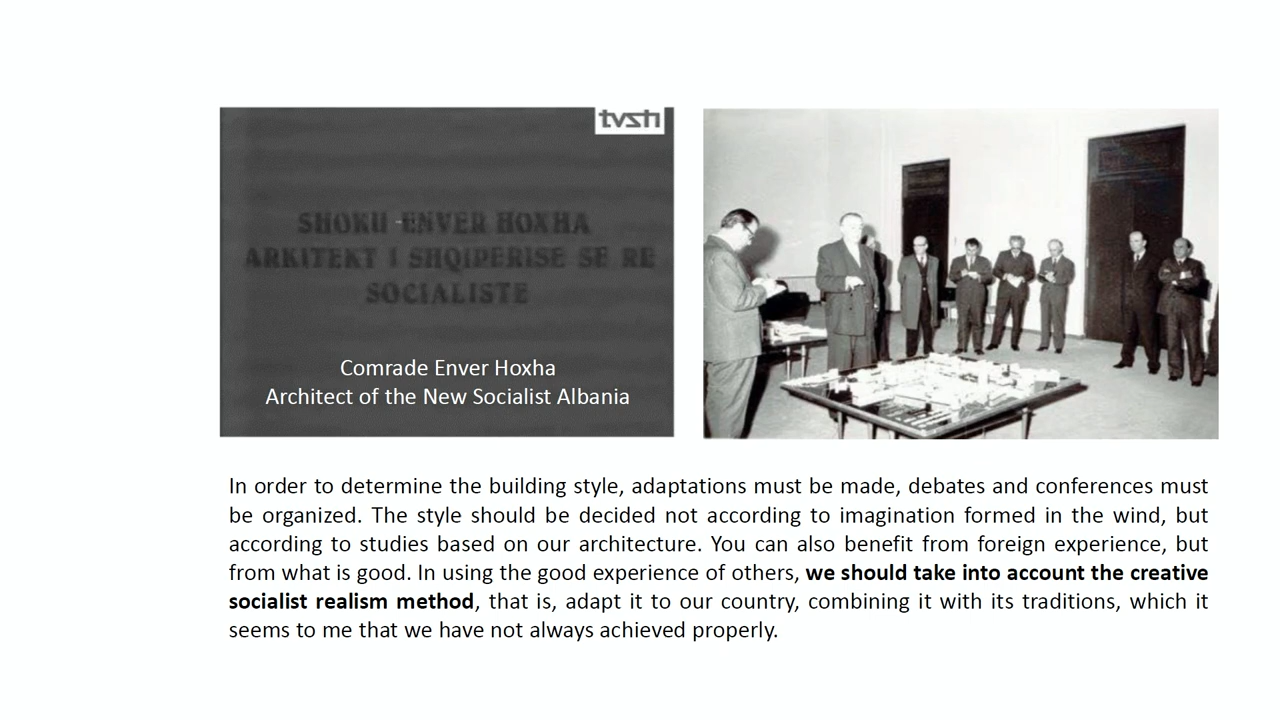 tvsh
SHOKU ENVER HOXHA
ARKITEKT I SHQIPERISE SE RE
SOCIALISTE
Comrade Enver Hoxha
Architect of the New Socialist Albania
In order to determine the building style, adaptations must be made, debates and conferences must
be organized. The style should be decided not according to imagination formed in the wind, but
according to studies based on our architecture. You can also benefit from foreign experience, but
from what is good. In using the good experience of others, we should take into account the creative
socialist realism method, that is, adapt it to our country, combining it with its traditions, which it
seems to me that we have not always achieved properly.